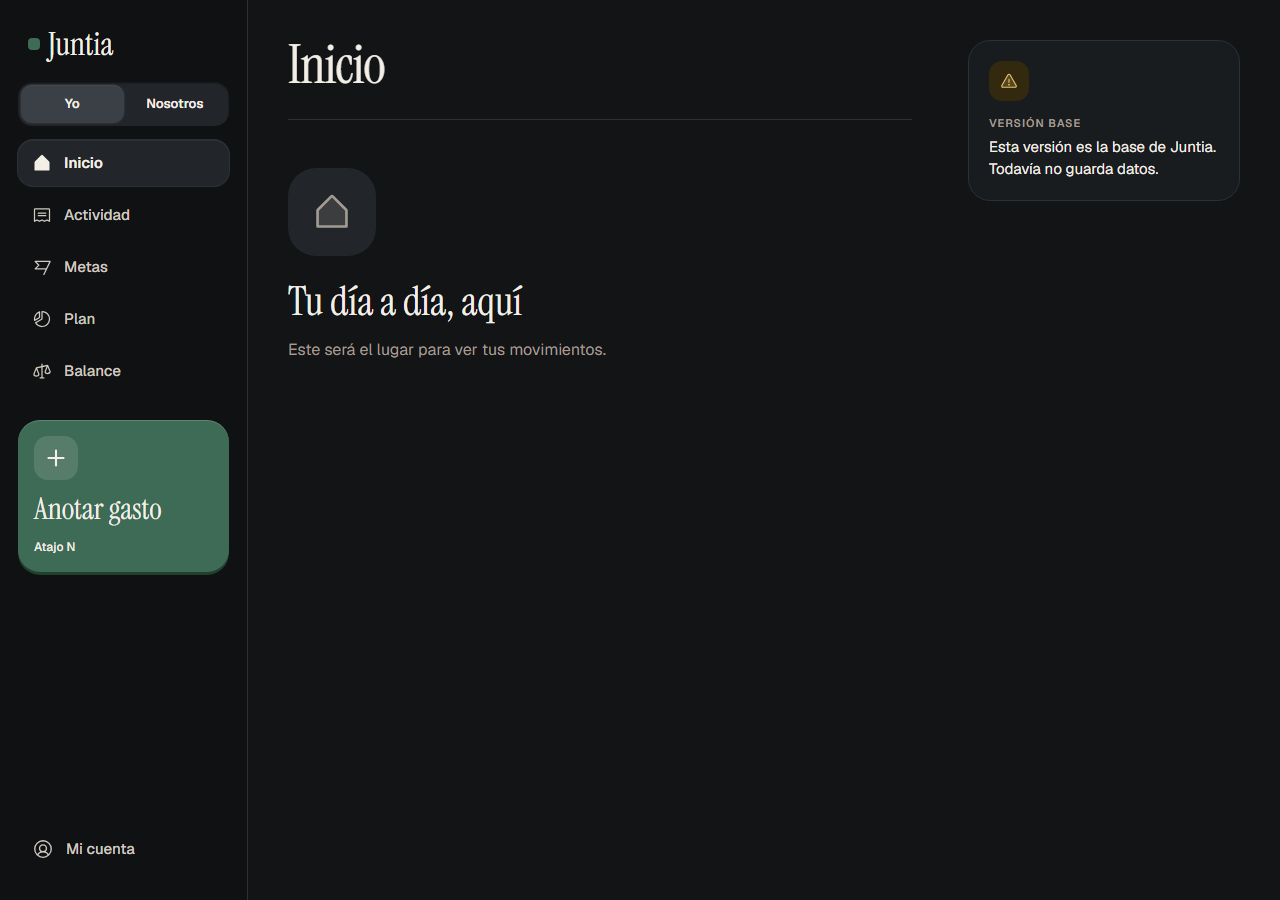 Juntia
Yo
Nosotros
Inicio
Actividad
Metas
Plan
Balance
Anotar gasto
Atajo N
Mi cuenta
Inicio
Tu día a día, aquí
Este será el lugar para ver tus movimientos.
VERSIÓN BASE
Esta versión es la base de Juntia.
Todavía no guarda datos.